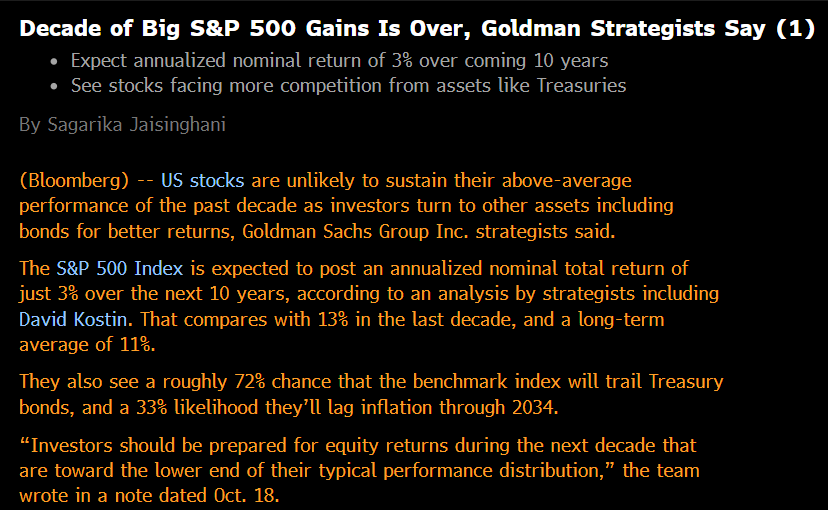 Decade of Big S&P 500 Gains Is Over, Goldman Strategists Say (1)
• Expect annualized nominal return of 3% over coming 10 years
• See stocks facing more competition from assets like Treasuries
By Sagarika Jaisinghani
(Bloomberg) -- US stocks are unlikely to sustain their above-average
performance of the past decade as investors turn to other assets including
bonds for better returns, Goldman Sachs Group Inc. strategists said.
The S&P 500 Index is expected to post an annualized nominal total return of
just 3% over the next 10 years, according to an analysis by strategists including
David Kostin. That compares with 13% in the last decade, and a long-term
average of 11%.
They also see a roughly 72% chance that the benchmark index will trail Treasury
bonds, and a 33% likelihood they’ll lag inflation through 2034.
“Investors should be prepared for equity returns during the next decade that
are toward the lower end of their typical performance distribution,” the team
wrote in a note dated Oct. 18.